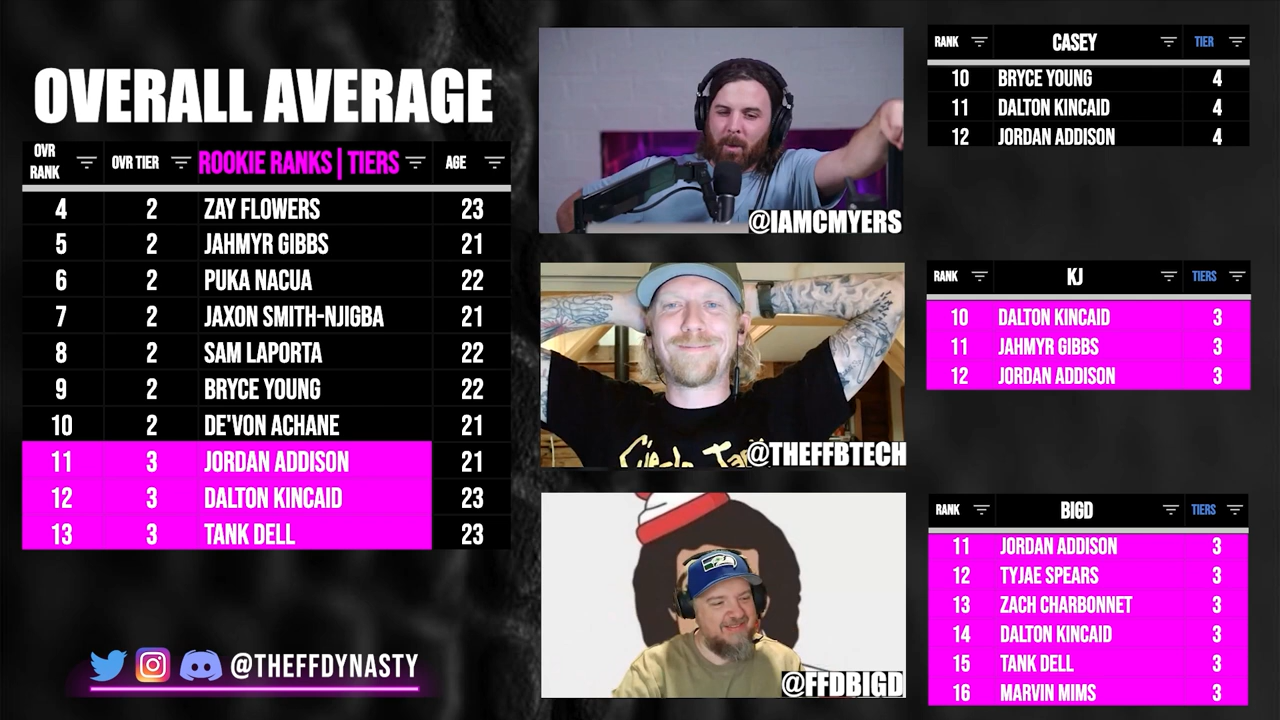 OVERALL AVERAGE
OVR RANK OVR TIER ROOKIE RANKS | TIERS AGE
4 2 ZAY FLOWERS 23
5 2 JAHMYR GIBBS 21
6 2 PUKA NACUA 22
7 2 JAXON SMITH-NJIGBA 21
8 2 SAM LAPORTA 22
9 2 BRYCE YOUNG 22
10 2 DE'VON ACHANE 21
11 3 JORDAN ADDISON 21
12 3 DALTON KINCAID 23
13 3 TANK DELL 23
@THEFFDYNASTY
@IAMCMYERS
@THEFFBTECH
@FFDBIGD
RANK CASEY TIER
10 BRYCE YOUNG 4
11 DALTON KINCAID 4
12 JORDAN ADDISON 4
RANK KJ TIERS
10 DALTON KINCAID 3
11 JAHMYR GIBBS 3
12 JORDAN ADDISON 3
RANK BIGD TIERS
11 JORDAN ADDISON 3
12 TYJAE SPEARS 3
13 ZACH CHARBONNET 3
14 DALTON KINCAID 3
15 TANK DELL 3
16 MARVIN MIMS 3